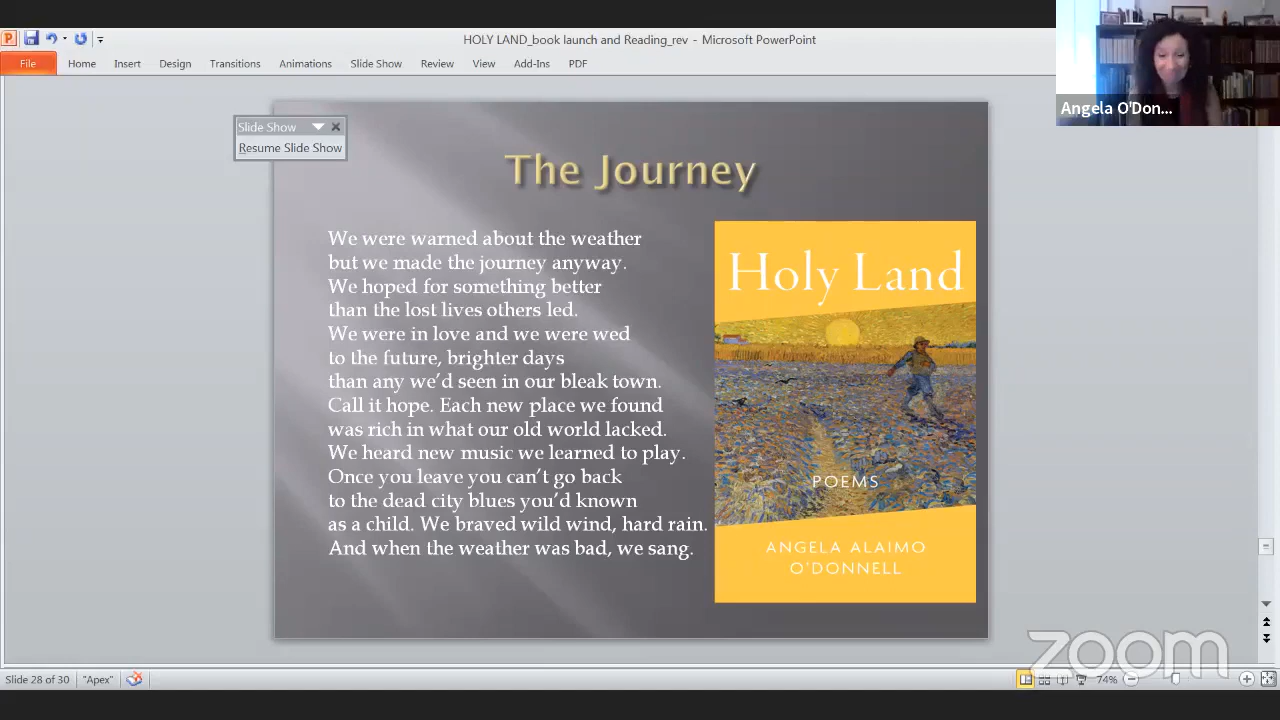 HOLY LAND_book launch and Reading_rev - Microsoft PowerPoint
File Home Insert Design Transitions Animations Slide Show Review View Add-Ins PDF
Angela O'Don...
Slide Show
Resume Slide Show
The Journey
We were warned about the weather
but we made the journey anyway.
We hoped for something better
than the lost lives others led.
We were in love and we were wed
to the future, brighter days
than any we’d seen in our bleak town.
Call it hope. Each new place we found
was rich in what our old world lacked.
We heard new music we learned to play.
Once you leave you can’t go back
to the dead city blues you’d known
as a child. We braved wild wind, hard rain.
And when the weather was bad, we sang.
Holy Land
POEMS
ANGELA ALAIMO
O’DONNELL
zoom
Slide 28 of 30 "Apex" 74%